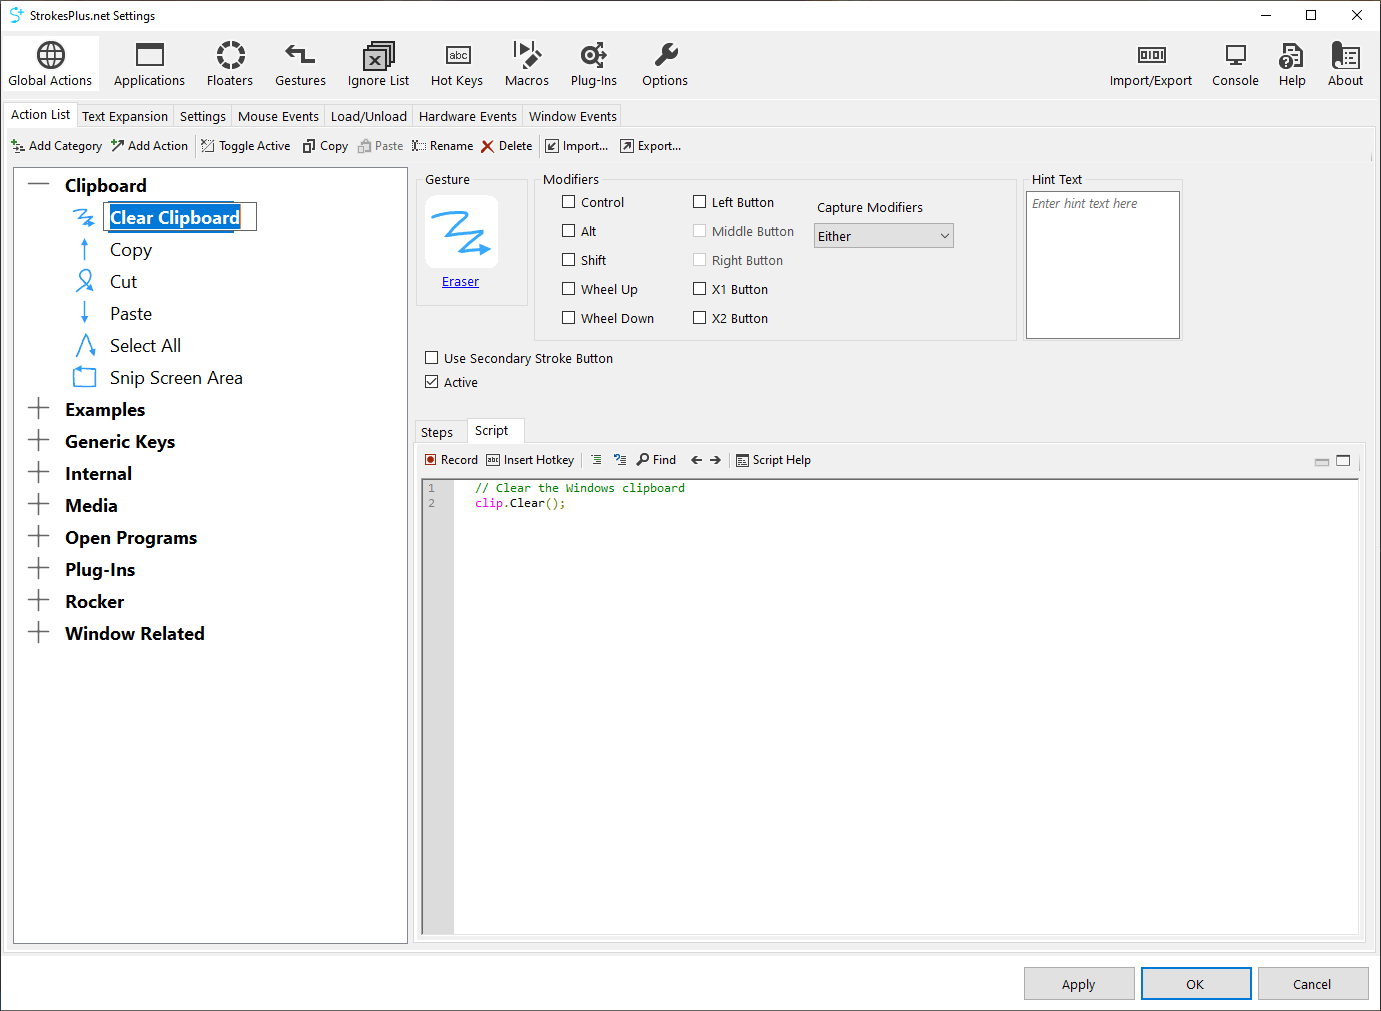 StrokesPlus.net Settings
Global Actions Applications Floaters Gestures Ignore List Hot Keys Macros Plug-Ins Options Import/Export Console Help About
Action List Text Expansion Settings Mouse Events Load/Unload Hardware Events Window Events
Add Category Add Action Toggle Active Copy Paste Rename Delete Import... Export...
Clipboard
Clear Clipboard
Copy
Cut
Paste
Select All
Snip Screen Area
Examples
Generic Keys
Internal
Media
Open Programs
Plug-Ins
Rocker
Window Related
Gesture
Eraser
Modifiers
Control
Alt
Shift
Wheel Up
Wheel Down
Left Button
Middle Button
Right Button
X1 Button
X2 Button
Capture Modifiers
Either
Hint Text
Enter hint text here
Use Secondary Stroke Button
Active
Steps Script
Record Insert Hotkey Find Script Help
1 // Clear the Windows clipboard
2 clip.Clear();
Apply OK Cancel